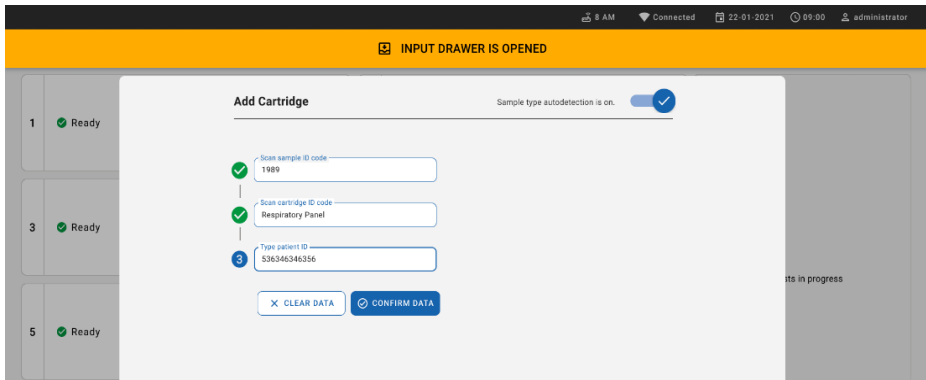 8 AM Connected 22-01-2021 09:00 administrator
INPUT DRAWER IS OPENED
Add Cartridge Sample type autodetection is on.
1 Ready
Scan sample ID code
1989
Scan cartridge ID code
Respiratory Panel
3 Ready
Type patient ID
3 536346346356
in progress
CLEAR DATA CONFIRM DATA
5 Ready